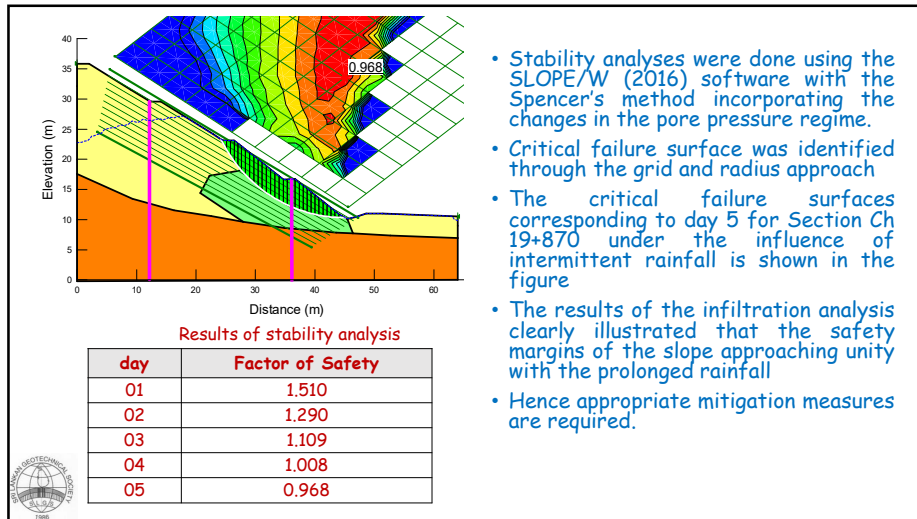 40
35
30
25
20
15
10
5
0
Elevation (m)
0.968
0 10 20 30 40 50 60
Distance (m)
Results of stability analysis
day Factor of Safety
01 1.510
02 1.290
03 1.109
04 1.008
05 0.968
• Stability analyses were done using the
SLOPE/W (2016) software with the
Spencer's method incorporating the
changes in the pore pressure regime.
• Critical failure surface was identified
through the grid and radius approach
• The critical failure surfaces
corresponding to day 5 for Section Ch
19+870 under the influence of
intermittent rainfall is shown in the
figure
• The results of the infiltration analysis
clearly illustrated that the safety
margins of the slope approaching unity
with the prolonged rainfall
• Hence appropriate mitigation measures
are required.
SRI LANKAN GEOTECHNICAL SOCIETY
S L G S
1986